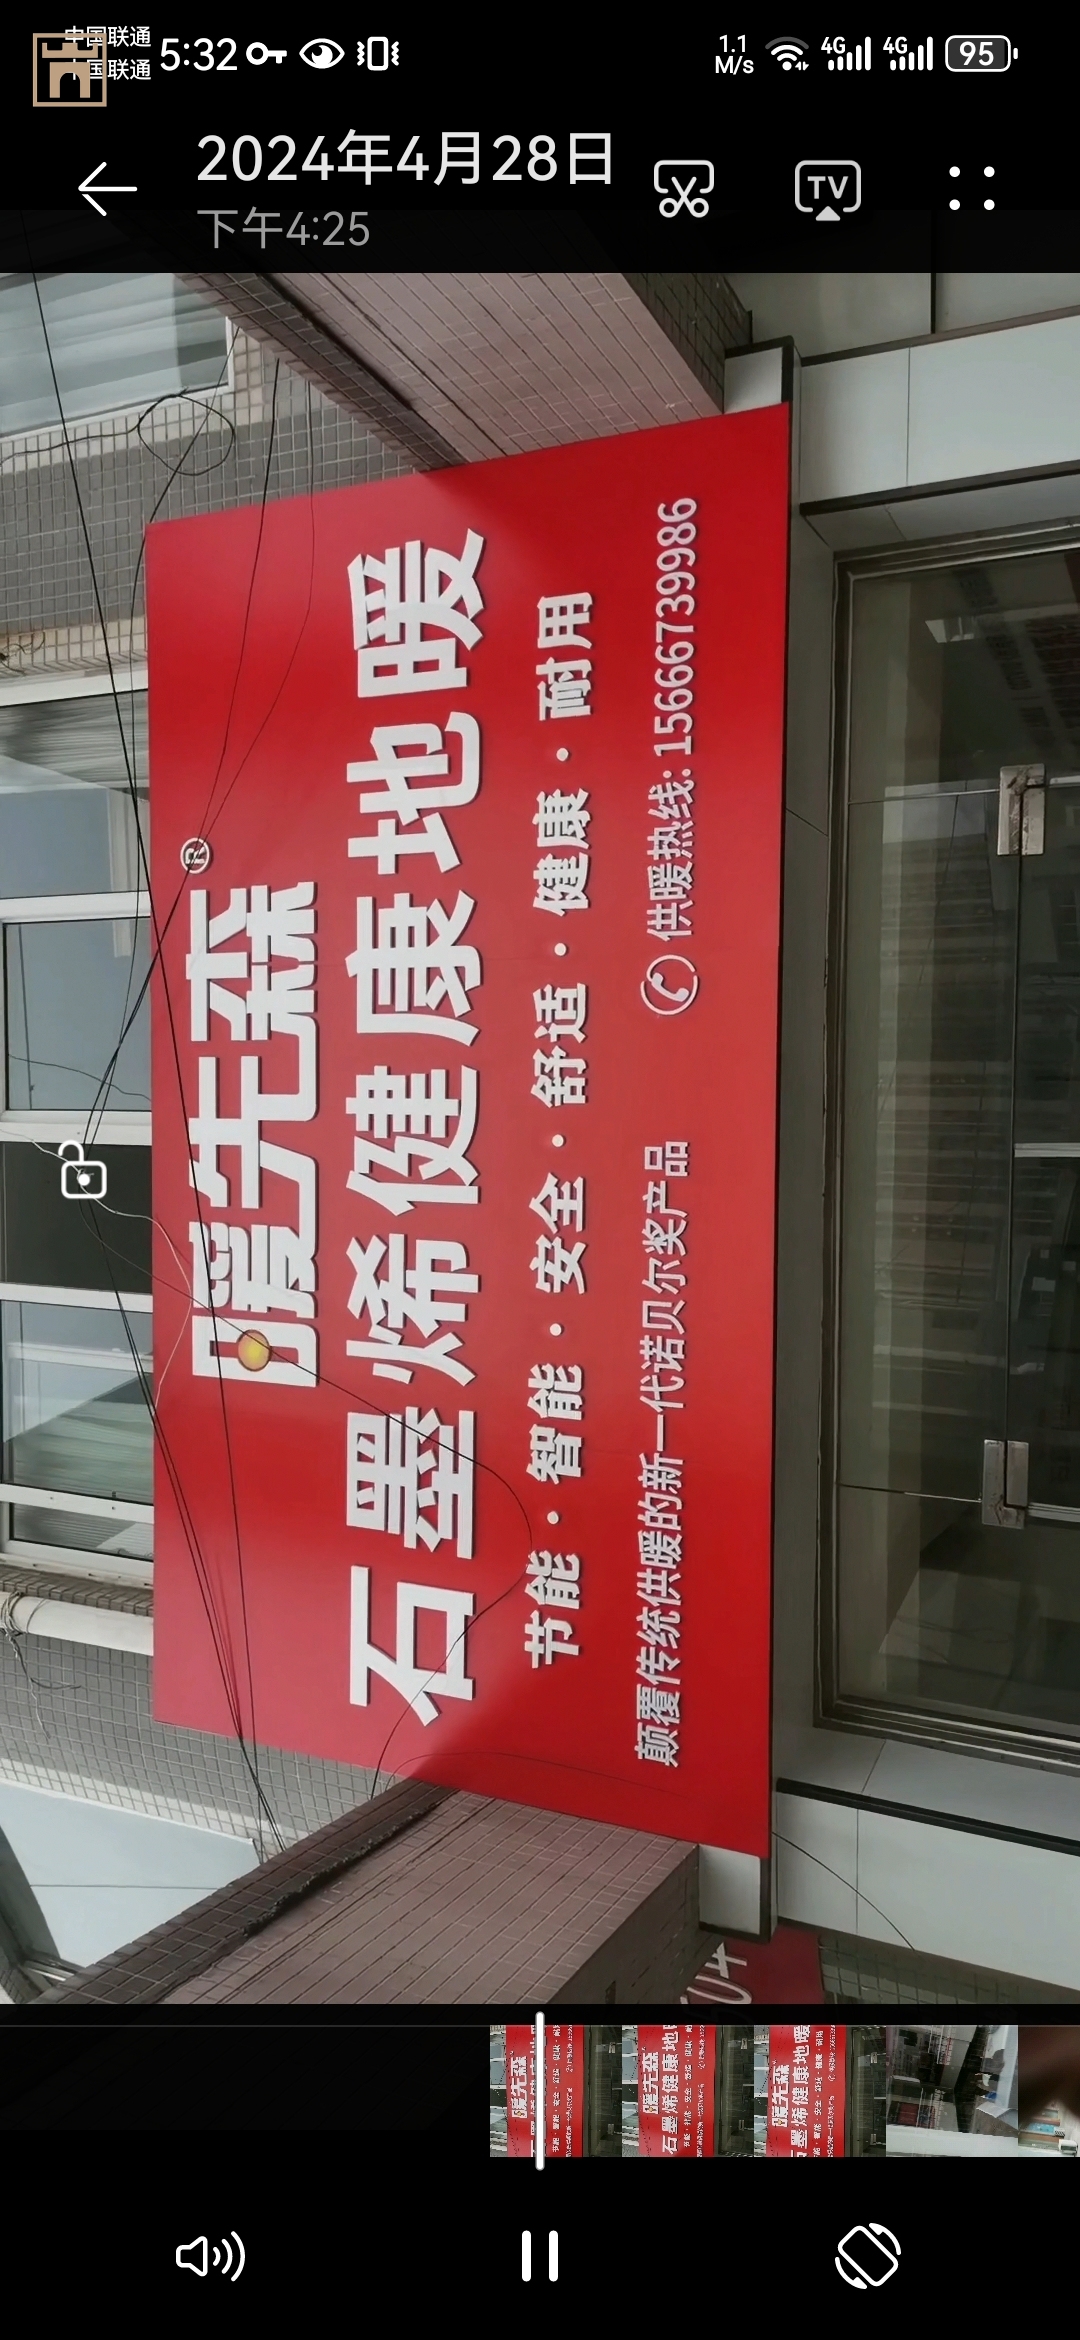 中国联通
中国联通
5:32
1.1
M/s
4G
4G
95
2024年4月28日
下午4:25
TV
暖先森®
石墨烯健康地暖
节能·智能·安全·舒适·健康·耐用
颠覆传统供暖的新一代诺贝尔奖产品 供暖热线: 15666739986